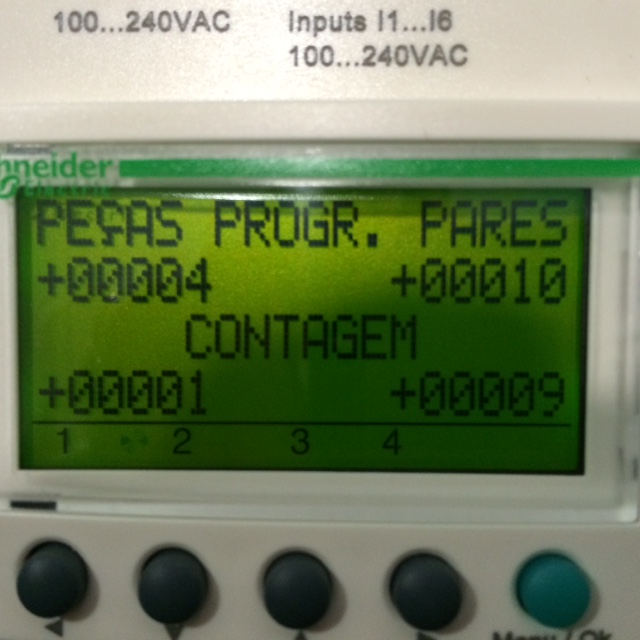 100...240VAC Inputs I1...I6
100...240VAC
hneider
PEÇAS PROGR. PARES
+00004 +00010
CONTAGEM
+00001 +00009
1 2 3 4
Menu / Ok